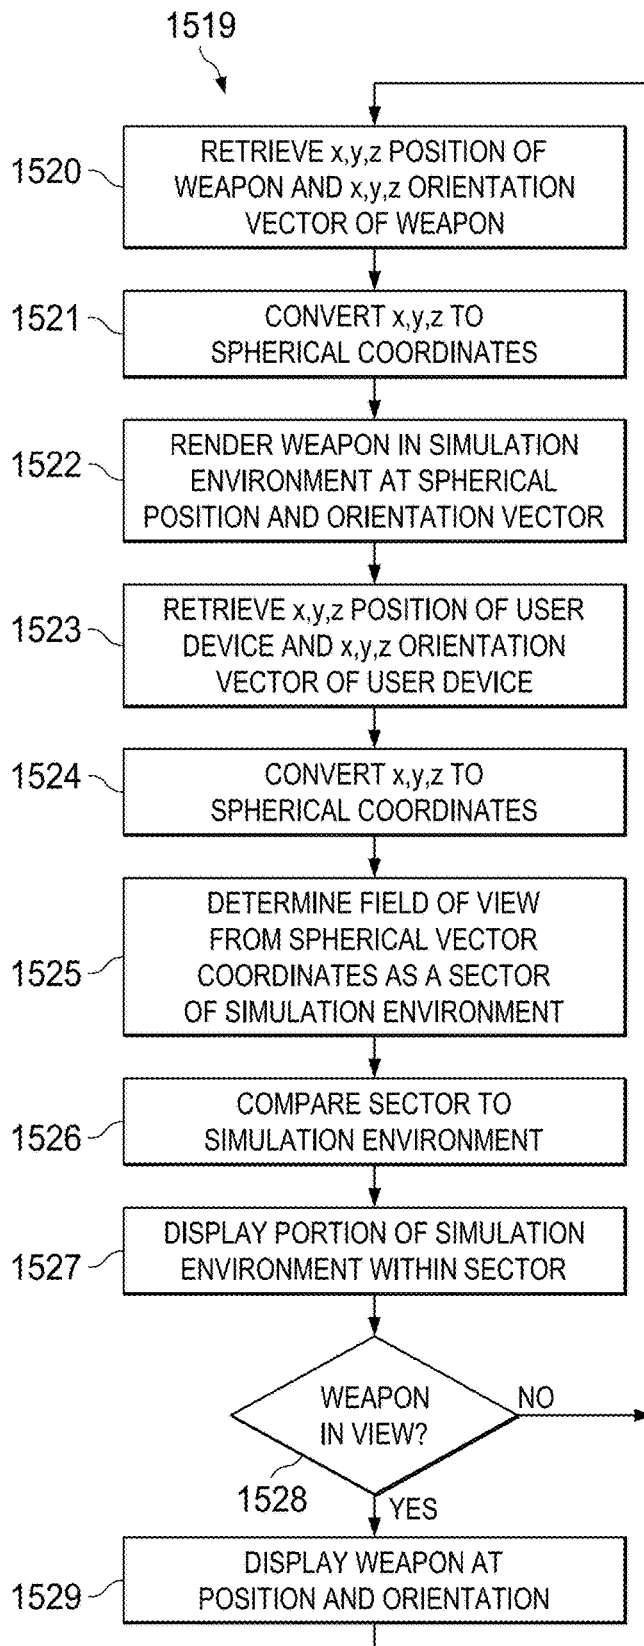 1519
1520
RETRIEVE x,y,z POSITION OF
WEAPON AND x,y,z ORIENTATION
VECTOR OF WEAPON
1521
CONVERT x,y,z TO
SPHERICAL COORDINATES
1522
RENDER WEAPON IN SIMULATION
ENVIRONMENT AT SPHERICAL
POSITION AND ORIENTATION VECTOR
1523
RETRIEVE x,y,z POSITION OF USER
DEVICE AND x,y,z ORIENTATION
VECTOR OF USER DEVICE
1524
CONVERT x,y,z TO
SPHERICAL COORDINATES
1525
DETERMINE FIELD OF VIEW
FROM SPHERICAL VECTOR
COORDINATES AS A SECTOR
OF SIMULATION ENVIRONMENT
1526
COMPARE SECTOR TO
SIMULATION ENVIRONMENT
1527
DISPLAY PORTION OF SIMULATION
ENVIRONMENT WITHIN SECTOR
WEAPON
IN VIEW?
NO
1528
YES
1529
DISPLAY WEAPON AT
POSITION AND ORIENTATION